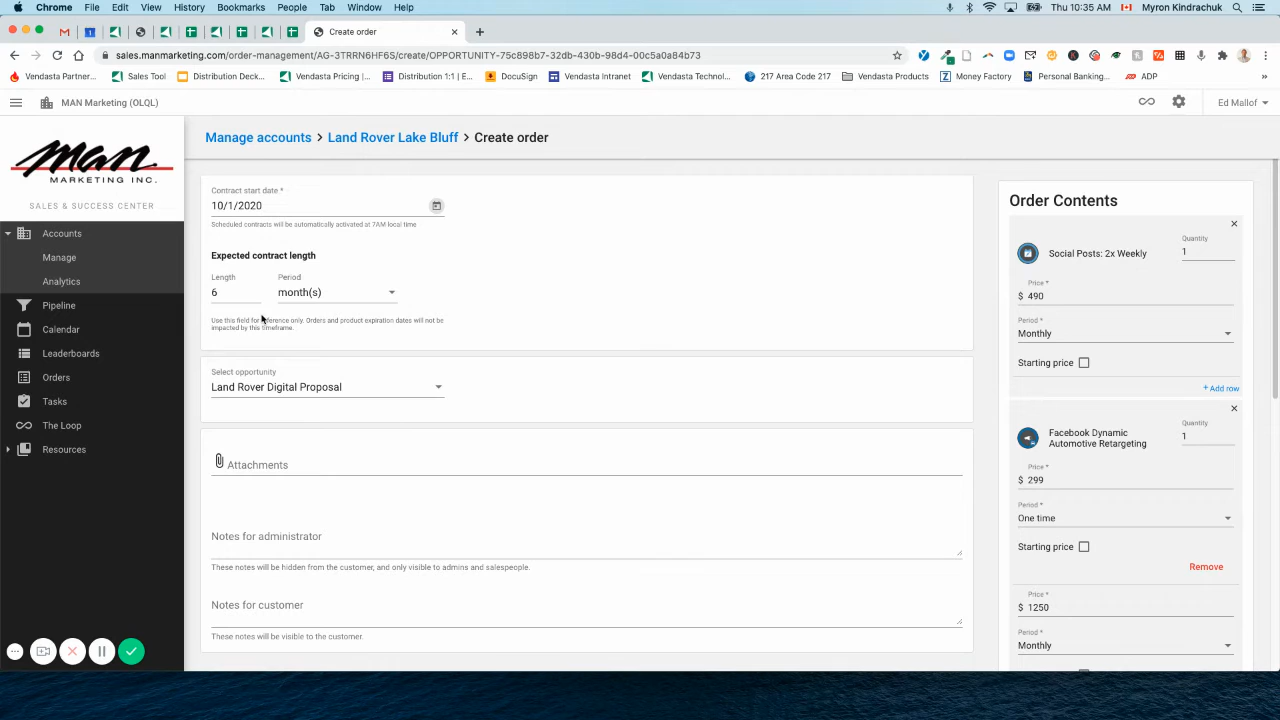 Chrome File Edit View History Bookmarks People Tab Window Help
Thu 10:35 AM Myron Kindrachuk
Create order
sales.manmarketing.com/order-management/AG-3TRRN6HF6S/create/OPPORTUNITY-75c898b7-32db-430b-98d4-00c5a0a84b73
Vendasta Partner... Sales Tool Distribution Deck... Vendasta Pricing |... Distribution 1:1 | E... DocuSign Vendasta Intranet Vendasta Technol... 217 Area Code 217 Vendasta Products Money Factory Personal Banking... ADP »
MAN Marketing (OLQL)
Ed Mallof
man
MARKETING INC.
SALES & SUCCESS CENTER
Accounts
Manage
Analytics
Pipeline
Calendar
Leaderboards
Orders
Tasks
The Loop
Resources
Manage accounts > Land Rover Lake Bluff > Create order
Contract start date *
10/1/2020
Scheduled contracts will be automatically activated at 7AM local time
Expected contract length
Length Period
6 month(s)
Use this field for reference only. Orders and product expiration dates will not be
impacted by this timeframe.
Select opportunity
Land Rover Digital Proposal
Attachments
Notes for administrator
These notes will be hidden from the customer, and only visible to admins and salespeople.
Notes for customer
These notes will be visible to the customer.
Order Contents
Social Posts: 2x Weekly
Quantity
1
Price *
$ 490
Period *
Monthly
Starting price
+ Add row
Facebook Dynamic
Automotive Retargeting
Quantity
1
Price *
$ 299
Period *
One time
Starting price
Remove
Price *
$ 1250
Period *
Monthly